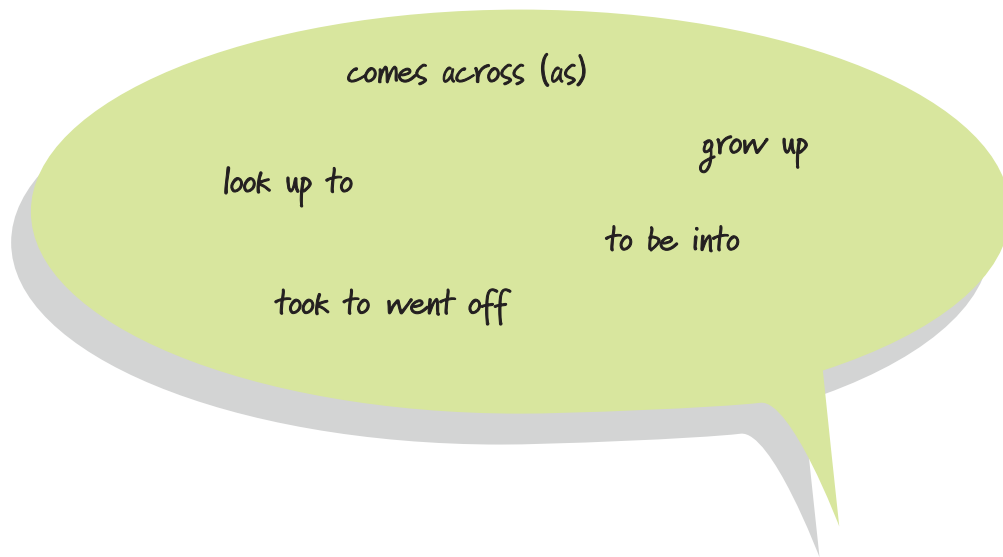 comes across (as)
grow up
look up to
to be into
took to went off